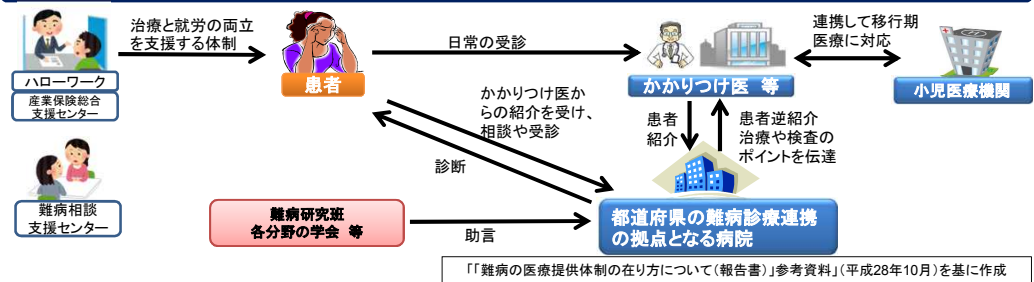 治療と就労の両立
を支援する体制
ハローワーク
産業保険総合
支援センター
患者
日常の受診
かかりつけ医 等
連携して移行期
医療に対応
小児医療機関
かかりつけ医か
らの紹介を受け、
相談や受診
診断
患者
紹介
患者逆紹介
治療や検査の
ポイントを伝達
難病相談
支援センター
難病研究班
各分野の学会 等
助言
都道府県の難病診療連携
の拠点となる病院
「「難病の医療提供体制の在り方について（報告書）」参考資料」（平成28年10月）を基に作成